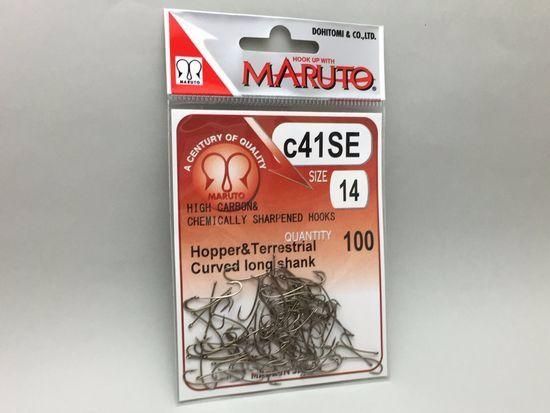 DOHITOMI & CO.,LTD.
HOOK UP WITH
MARUTO®
MARUTO
A CENTURY OF QUALITY
MARUTO
c41SE
SIZE
14
HIGH CARBON&
CHEMICALLY SHARPENED HOOKS
QUANTITY
100
Hopper&Terrestrial
Curved long shank